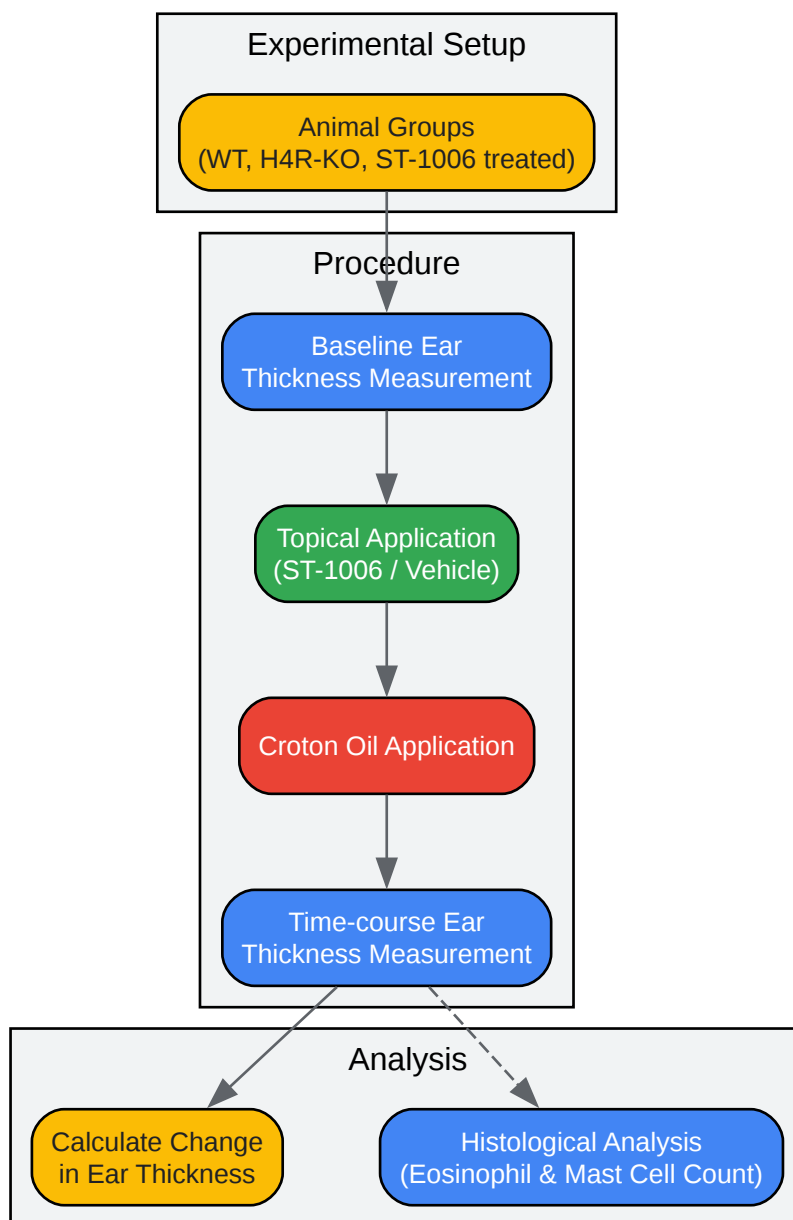 Experimental Setup
Animal Groups
(WT, H4R-KO, ST-1006 treated)
Procedure
Baseline Ear
Thickness Measurement
Topical Application
(ST-1006 / Vehicle)
Croton Oil Application
Time-course Ear
Thickness Measurement
Analysis
Calculate Change
in Ear Thickness
Histological Analysis
(Eosinophil & Mast Cell Count)